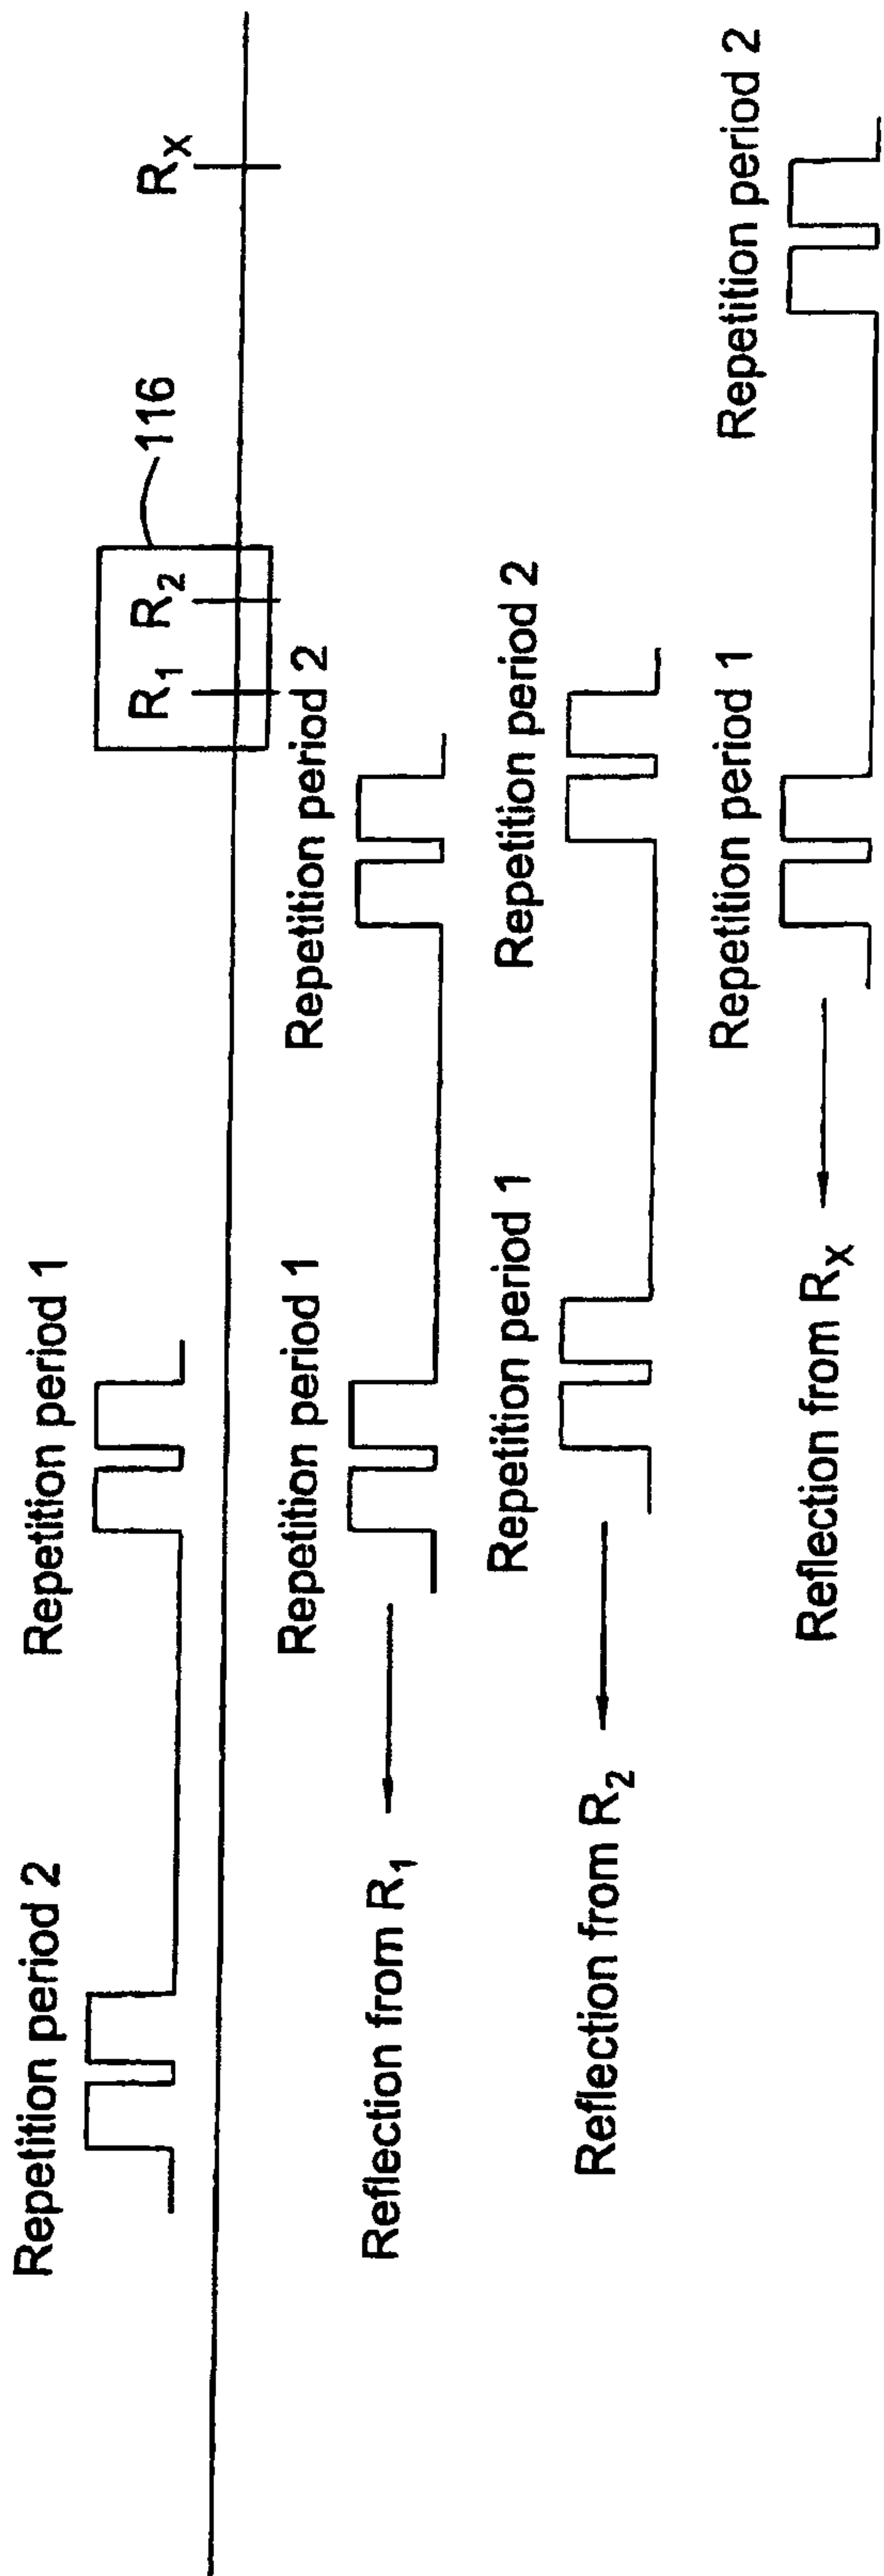 Repetition period 2
Repetition period 1
R1
R2
116
RX
Repetition period 1
Repetition period 2
Reflection from R1
Repetition period 1
Repetition period 2
Reflection from R2
Repetition period 1
Repetition period 2
Reflection from RX